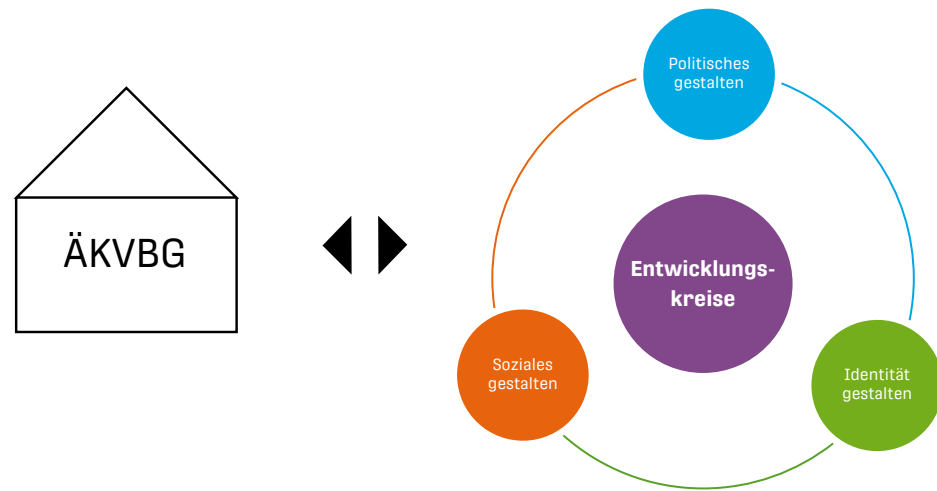 ÄKVBG
Politisches
gestalten
Entwicklungs-
kreise
Soziales
gestalten
Identität
gestalten